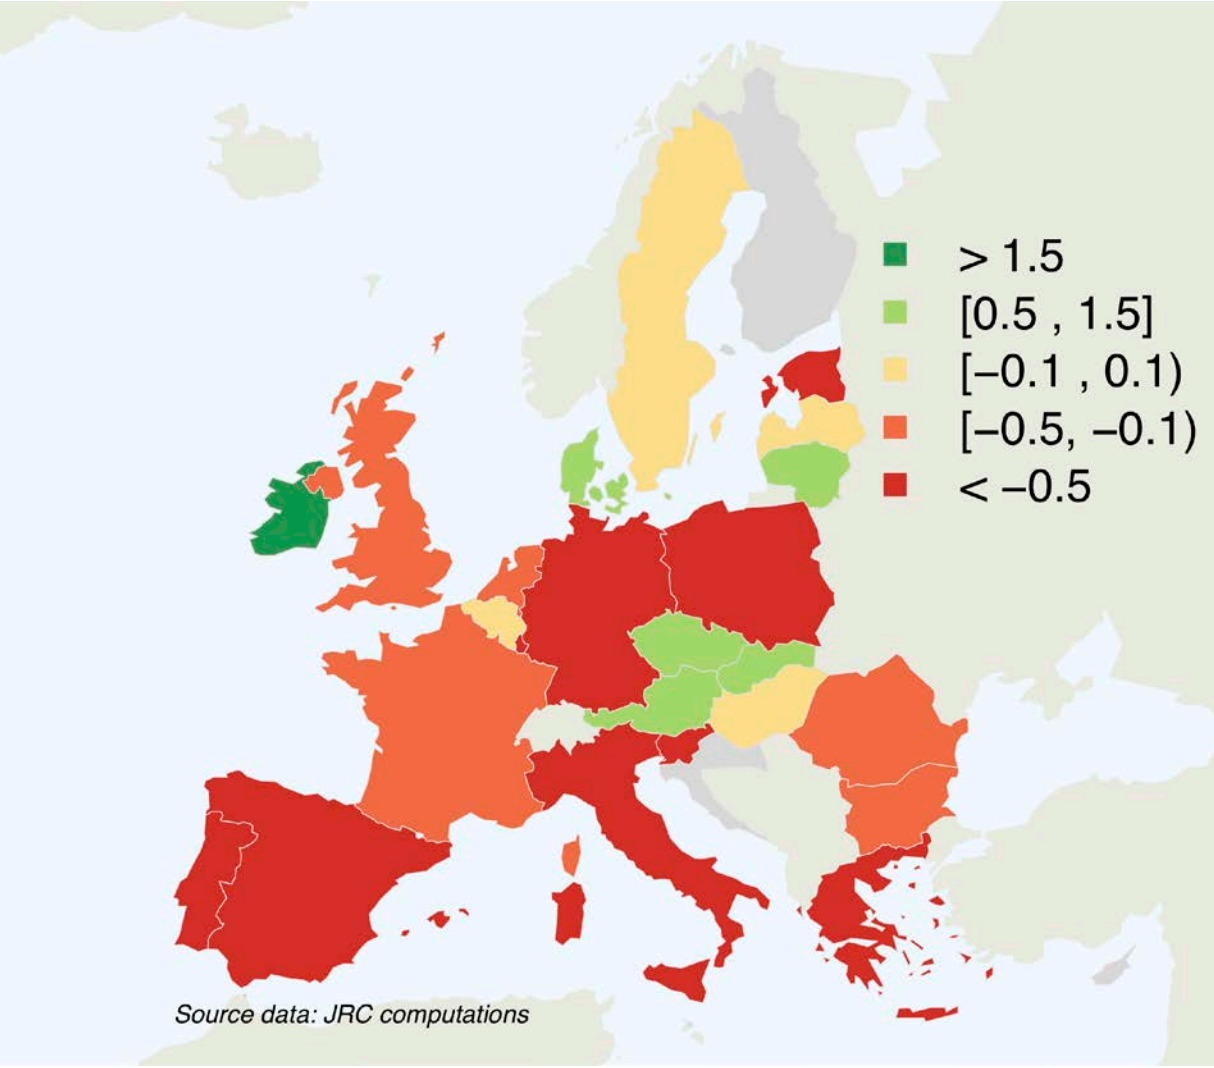 > 1.5
[0.5 , 1.5]
[−0.1 , 0.1)
[−0.5, −0.1)
< −0.5
Source data: JRC computations